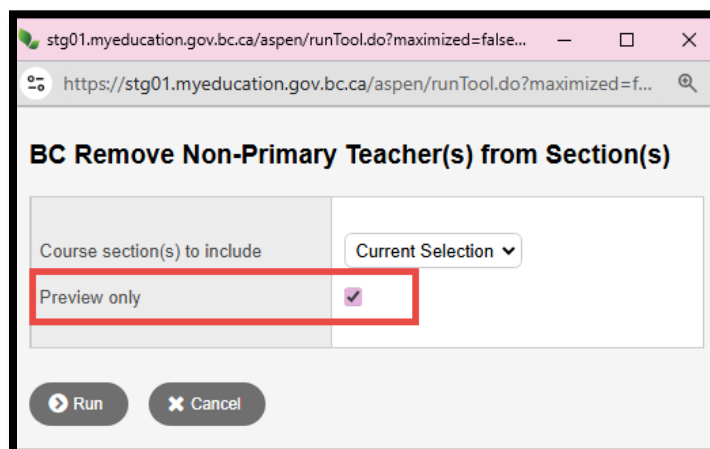 stg01.myeducation.gov.bc.ca/aspen/runTool.do?maximized=false...
https://stg01.myeducation.gov.bc.ca/aspen/runTool.do?maximized=f...
BC Remove Non-Primary Teacher(s) from Section(s)
Course section(s) to include Current Selection
Preview only
Run Cancel